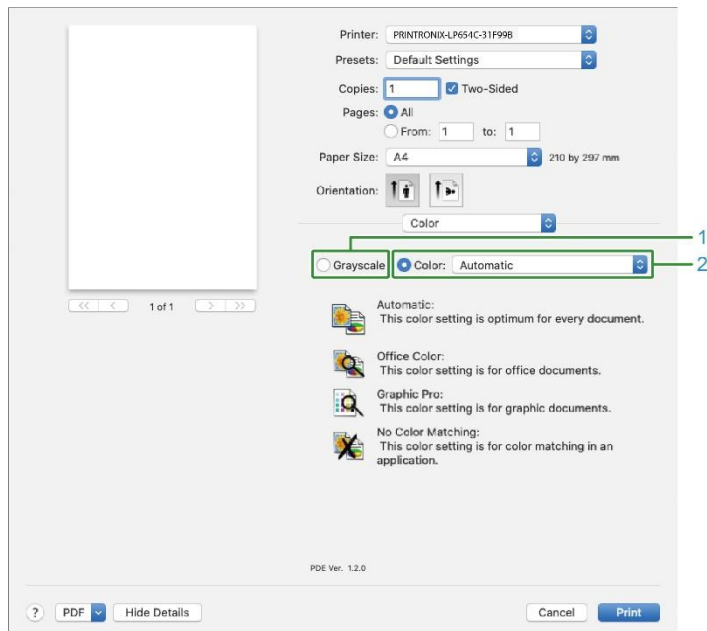 Printer: PRINTRONIX-LP654C-31F99B
Presets: Default Settings
Copies: 1 Two-Sided
Pages: All
From: 1 to: 1
Paper Size: A4 210 by 297 mm
Orientation:
Color
1
Grayscale Color: Automatic 2
<< < 1 of 1 > >>
Automatic:
This color setting is optimum for every document.
Office Color:
This color setting is for office documents.
Graphic Pro:
This color setting is for graphic documents.
No Color Matching:
This color setting is for color matching in an
application.
PDE Ver. 1.2.0
? PDF Hide Details Cancel Print